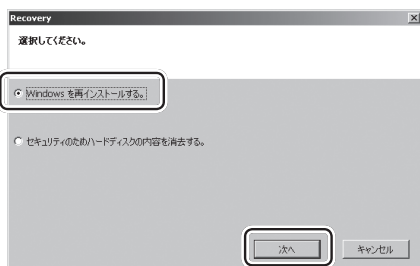 Recovery
選択してください。
Windows を再インストールする。
セキュリティのためハードディスクの内容を消去する。
次へ
キャンセル